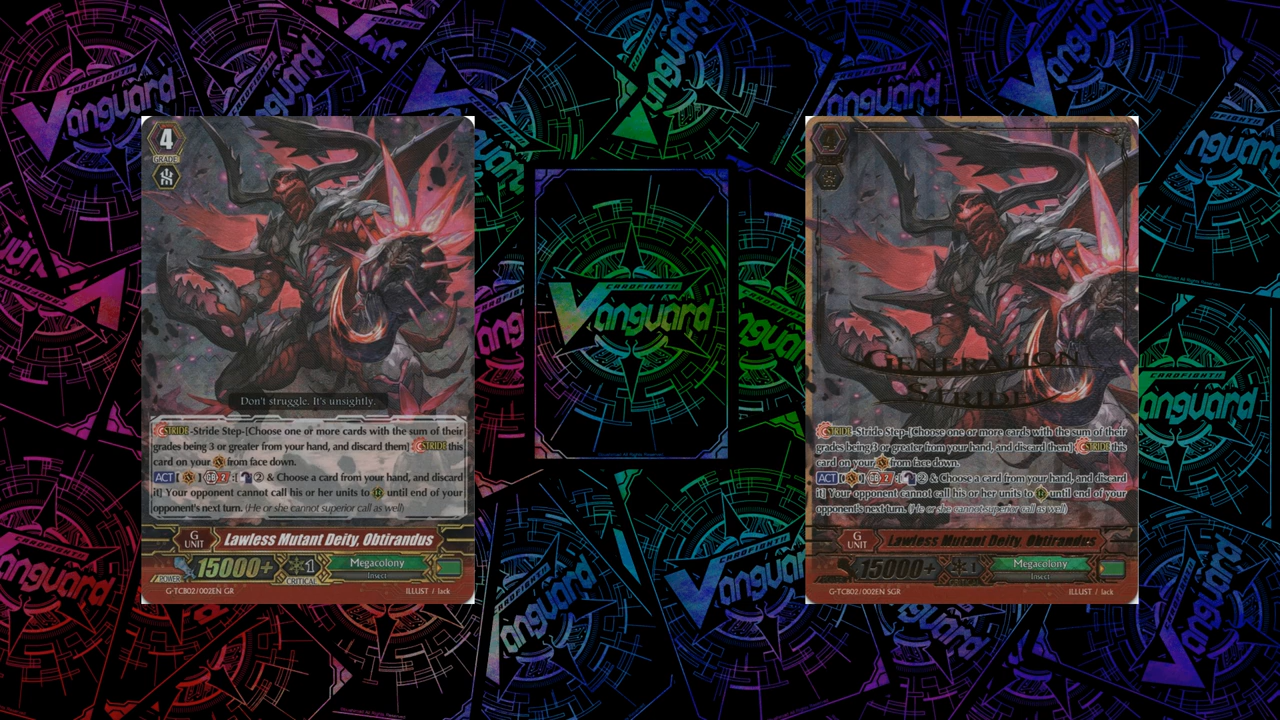 4
GRADE
Don't struggle. It's unsightly.
STRIDE -Stride Step-[Choose one or more cards with the sum of their
grades being 3 or greater from your hand, and discard them] STRIDE this
card on your from face down.
ACT [ ] GB 2 :[ 2 & Choose a card from your hand, and discard
it] Your opponent cannot call his or her units to until end of your
opponent's next turn. (He or she cannot superior call as well)
G
UNIT
Lawless Mutant Deity, Obtirandus
POWER
15000+
1
CRITICAL
Megacolony
Insect
G-TCB02/002EN GR
ILLUST / lack
CARDFIGHT!!
Vanguard
4
GENERATION
STRIDE
STRIDE -Stride Step-[Choose one or more cards with the sum of their
grades being 3 or greater from your hand, and discard them] STRIDE this
card on your from face down.
ACT [ ] GB 2 :[ 2 & Choose a card from your hand, and discard
it] Your opponent cannot call his or her units to until end of your
opponent's next turn. (He or she cannot superior call as well)
G
UNIT
Lawless Mutant Deity, Obtirandus
15000+
1
Megacolony
Insect
G-TCB02/002EN SGR
ILLUST / lack